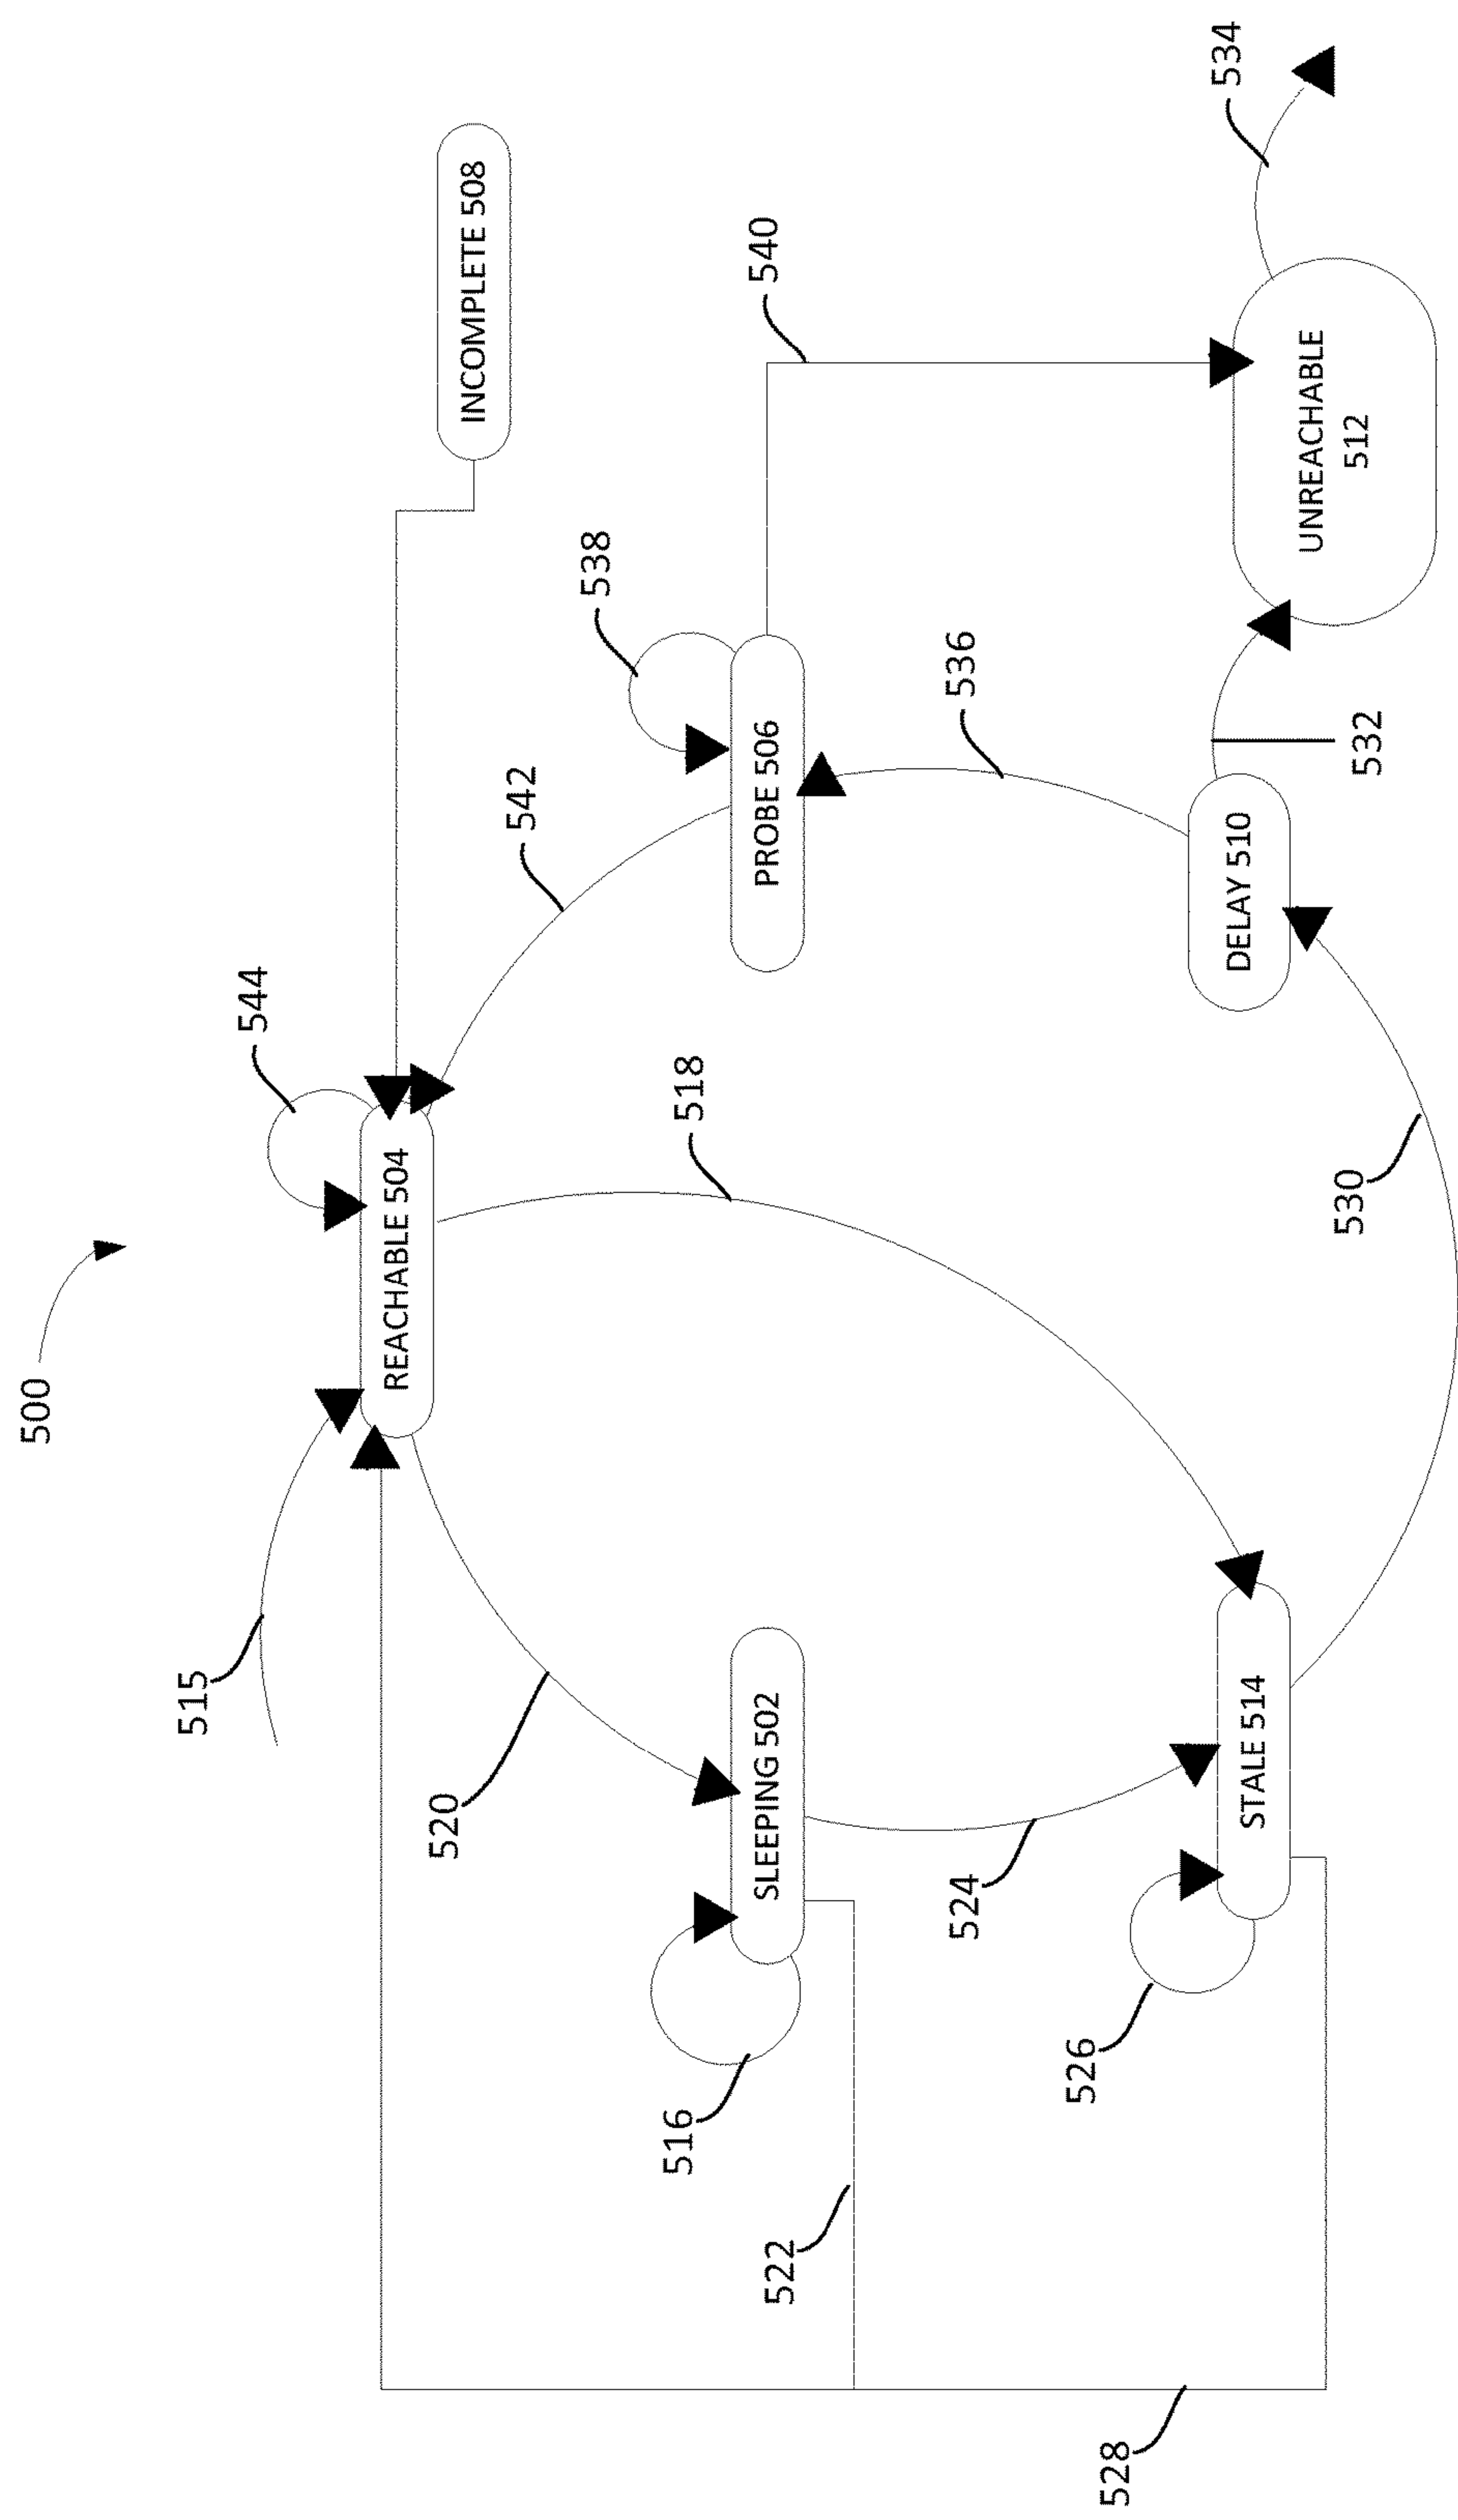 500
515
544
REACHABLE 504
INCOMPLETE 508
520
542
538
540
518
516
SLEEPING 502
PROBE 506
522
524
536
534
526
STALE 514
DELAY 510
UNREACHABLE
512
528
530
532